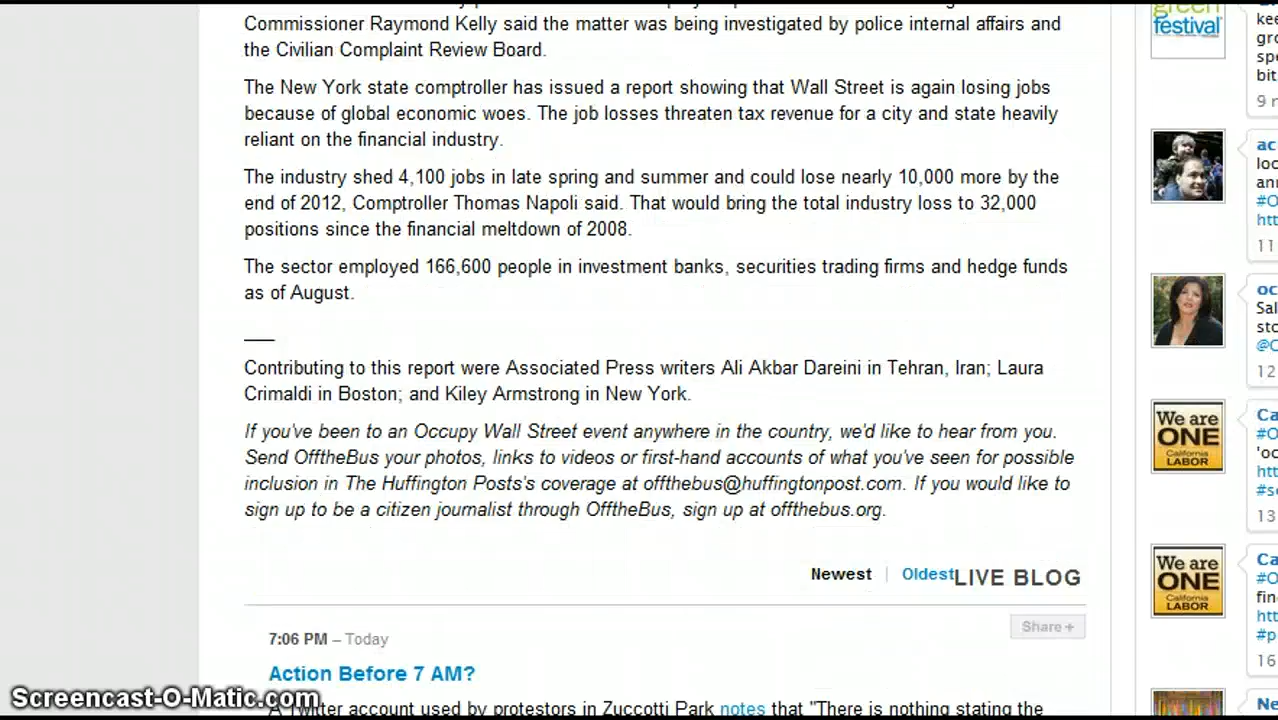 Commissioner Raymond Kelly said the matter was being investigated by police internal affairs and
the Civilian Complaint Review Board.
The New York state comptroller has issued a report showing that Wall Street is again losing jobs
because of global economic woes. The job losses threaten tax revenue for a city and state heavily
reliant on the financial industry.
The industry shed 4,100 jobs in late spring and summer and could lose nearly 10,000 more by the
end of 2012, Comptroller Thomas Napoli said. That would bring the total industry loss to 32,000
positions since the financial meltdown of 2008.
The sector employed 166,600 people in investment banks, securities trading firms and hedge funds
as of August.
Contributing to this report were Associated Press writers Ali Akbar Dareini in Tehran, Iran; Laura
Crimaldi in Boston; and Kiley Armstrong in New York.
If you've been to an Occupy Wall Street event anywhere in the country, we'd like to hear from you.
Send OfftheBus your photos, links to videos or first-hand accounts of what you've seen for possible
inclusion in The Huffington Posts's coverage at offthebus@huffingtonpost.com. If you would like to
sign up to be a citizen journalist through OfftheBus, sign up at offthebus.org.
Newest | Oldest LIVE BLOG
Share +
7:06 PM – Today
Action Before 7 AM?
A Twitter account used by protestors in Zuccotti Park notes that "There is nothing stating the
green
festival
9
11
12
We are
ONE
California
LABOR
13
We are
ONE
California
LABOR
16
Screencast-O-Matic.com